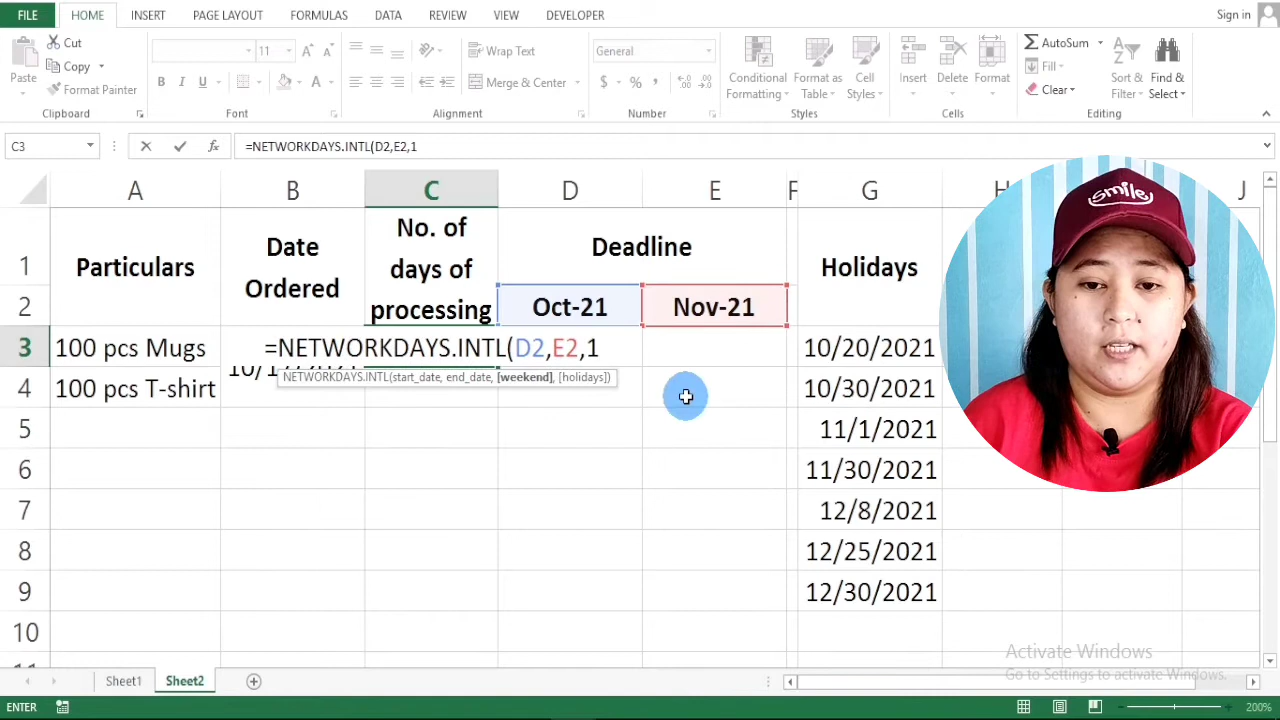 FILE HOME INSERT PAGE LAYOUT FORMULAS DATA REVIEW VIEW DEVELOPER Sign in
Paste
Cut
Copy
Format Painter
Clipboard
11 A A
B I U A
Font
Wrap Text
Merge & Center
Alignment
General
$ % ,
Number
Conditional Formatting
Format as Table
Cell Styles
Styles
Insert Delete Format
Cells
AutoSum
Fill
Clear
Sort & Filter
Find & Select
Editing
C3 fx =NETWORKDAYS.INTL(D2,E2,1
A B C D E F G H J
1 Particulars Date Ordered No. of days of processing Deadline Holidays
2 Oct-21 Nov-21
3 100 pcs Mugs =NETWORKDAYS.INTL(D2,E2,1 10/20/2021
NETWORKDAYS.INTL(start_date, end_date, [weekend], [holidays])
4 100 pcs T-shirt 10/30/2021
5 11/1/2021
6 11/30/2021
7 12/8/2021
8 12/25/2021
9 12/30/2021
10
smile
Activate Windows
Go to Settings to activate Windows.
Sheet1 Sheet2
ENTER 200%